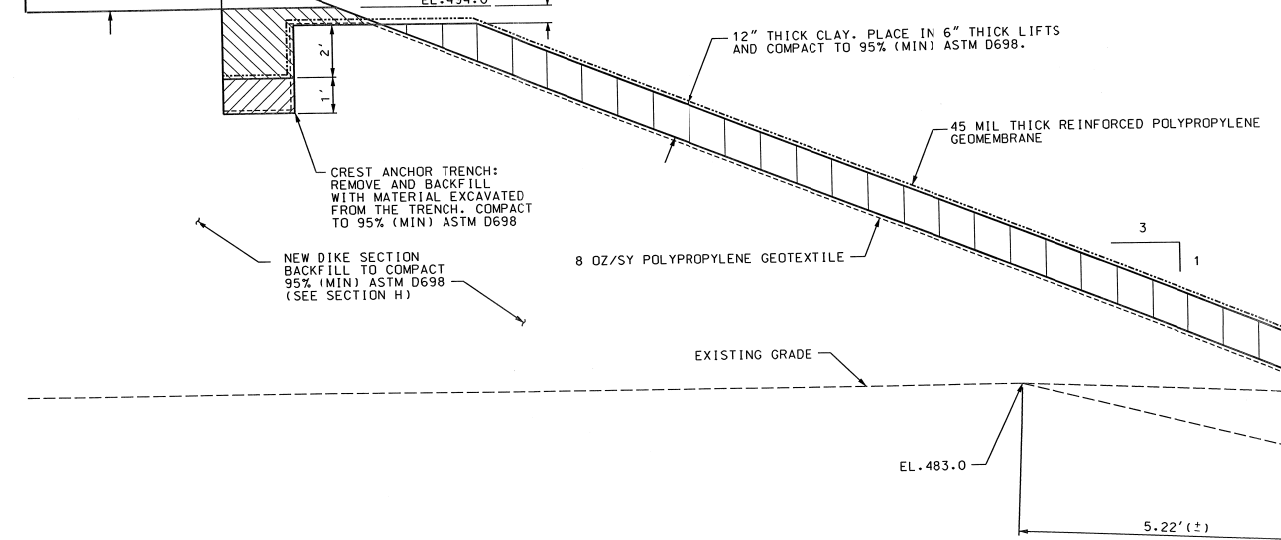 EL.494.0
12" THICK CLAY. PLACE IN 6" THICK LIFTS
AND COMPACT TO 95% (MIN) ASTM D698.
2'
1'
45 MIL THICK REINFORCED POLYPROPYLENE
GEOMEMBRANE
CREST ANCHOR TRENCH:
REMOVE AND BACKFILL
WITH MATERIAL EXCAVATED
FROM THE TRENCH. COMPACT
TO 95% (MIN) ASTM D698
3
1
NEW DIKE SECTION
BACKFILL TO COMPACT
95% (MIN) ASTM D698
(SEE SECTION H)
8 OZ/SY POLYPROPYLENE GEOTEXTILE
EXISTING GRADE
EL.483.0
5.22'(±)